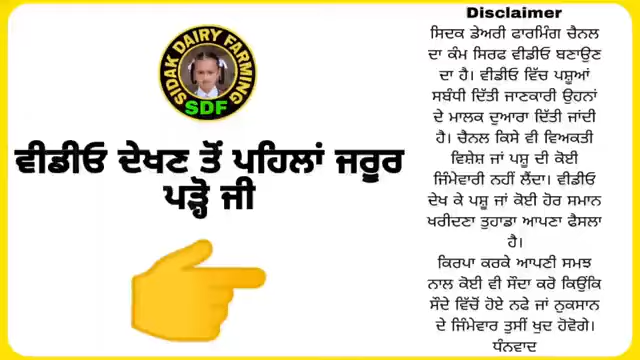 SIDAK DAIRY FARMING
SDF
ਵੀਡੀਓ ਦੇਖਣ ਤੋਂ ਪਹਿਲਾਂ ਜਰੂਰ
ਪੜ੍ਹੋ ਜੀ
Disclaimer
ਸਿਦਕ ਡੇਅਰੀ ਫਾਰਮਿੰਗ ਚੈਨਲ
ਦਾ ਕੰਮ ਸਿਰਫ ਵੀਡੀਓ ਬਣਾਉਣ
ਦਾ ਹੈ। ਵੀਡੀਓ ਵਿੱਚ ਪਸ਼ੂਆਂ
ਸਬੰਧੀ ਦਿੱਤੀ ਜਾਣਕਾਰੀ ਉਹਨਾਂ
ਦੇ ਮਾਲਕ ਦੁਆਰਾ ਦਿੱਤੀ ਜਾਂਦੀ
ਹੈ। ਚੈਨਲ ਕਿਸੇ ਵੀ ਵਿਅਕਤੀ
ਵਿਸ਼ੇਸ਼ ਜਾਂ ਪਸ਼ੂ ਦੀ ਕੋਈ
ਜਿੰਮੇਵਾਰੀ ਨਹੀਂ ਲੈਂਦਾ। ਵੀਡੀਓ
ਦੇਖ ਕੇ ਪਸ਼ੂ ਜਾਂ ਕੋਈ ਹੋਰ ਸਮਾਨ
ਖਰੀਦਣਾ ਤੁਹਾਡਾ ਆਪਣਾ ਫੈਸਲਾ
ਹੈ।
ਕਿਰਪਾ ਕਰਕੇ ਆਪਣੀ ਸਮਝ
ਨਾਲ ਕੋਈ ਵੀ ਸੌਦਾ ਕਰੋ ਕਿਉਂਕਿ
ਸੌਦੇ ਵਿੱਚੋਂ ਹੋਏ ਨਫੇ ਜਾਂ ਨੁਕਸਾਨ
ਦੇ ਜਿੰਮੇਵਾਰ ਤੁਸੀਂ ਖੁਦ ਹੋਵੋਗੇ।
ਧੰਨਵਾਦ